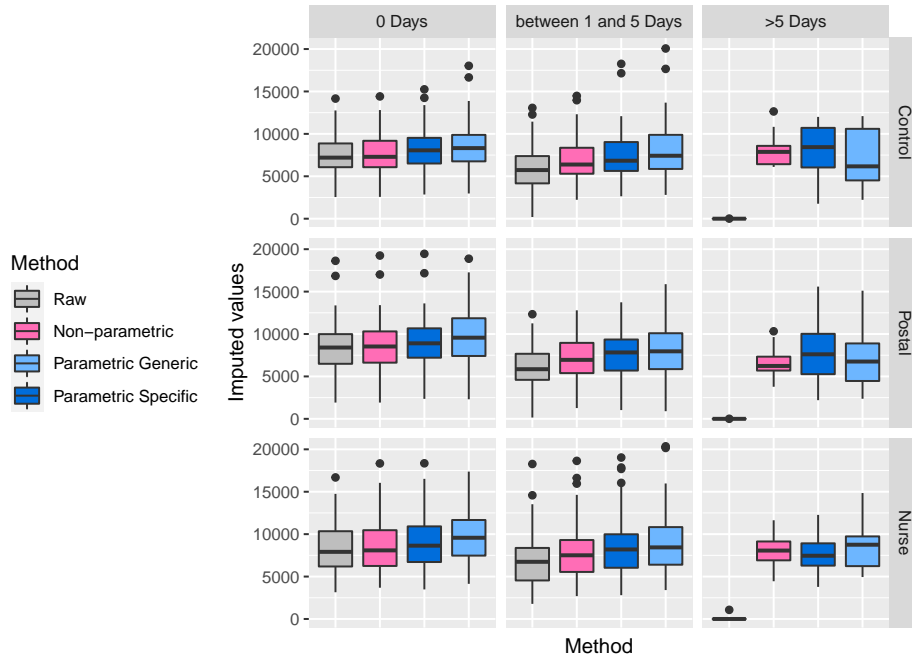 0 Days
between 1 and 5 Days
>5 Days
20000
15000
10000
5000
0
Control
20000
15000
10000
5000
0
Postal
20000
15000
10000
5000
0
Nurse
Imputed values
Method
Method
Raw
Non-parametric
Parametric Generic
Parametric Specific